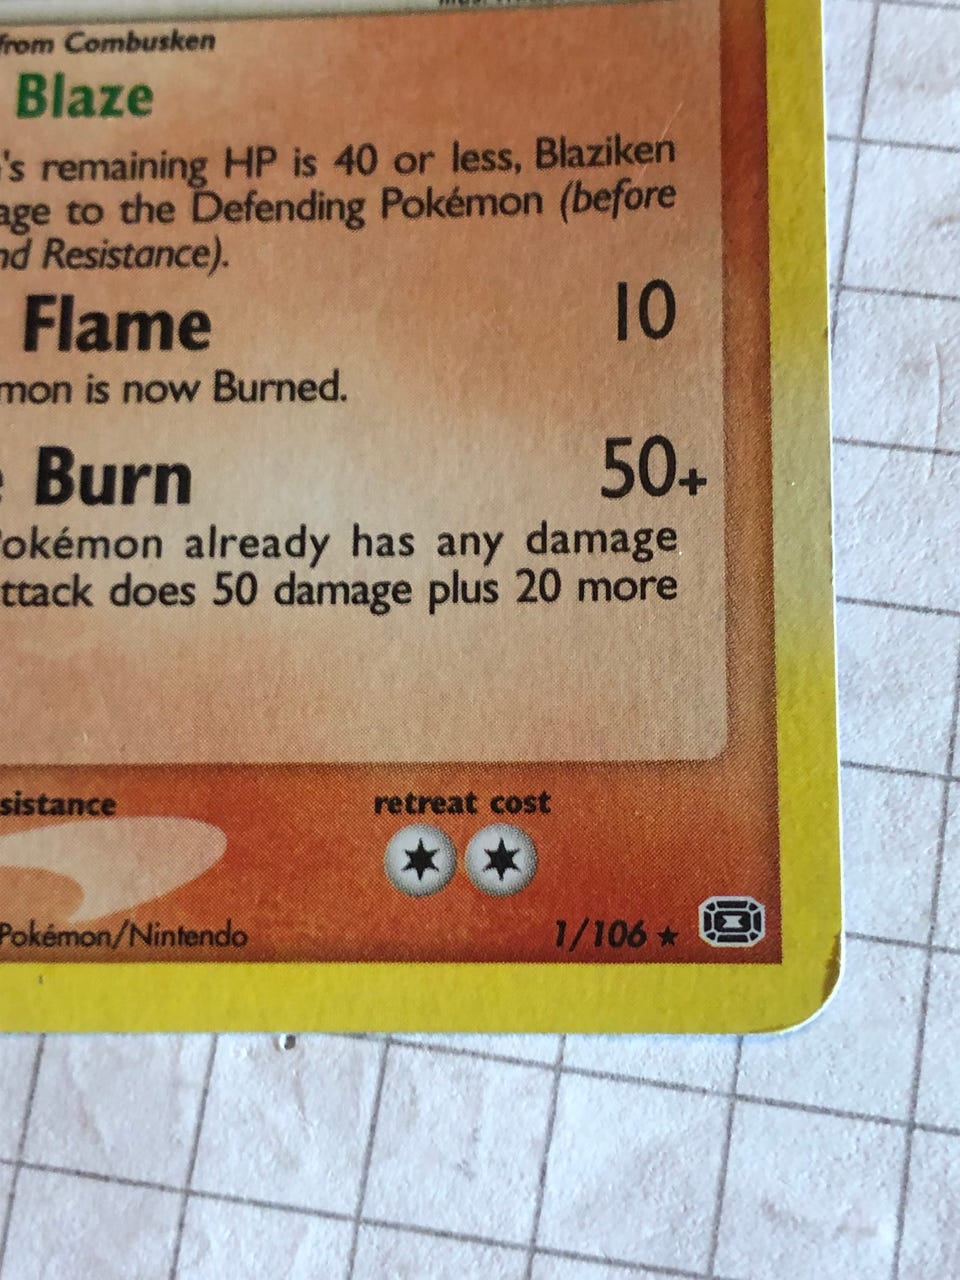 from Combusken
Blaze
's remaining HP is 40 or less, Blaziken
age to the Defending Pokémon (before
nd Resistance).
Flame 10
mon is now Burned.
e Burn 50+
Pokémon already has any damage
ttack does 50 damage plus 20 more
sistance
retreat cost
Pokémon/Nintendo
1/106 ★